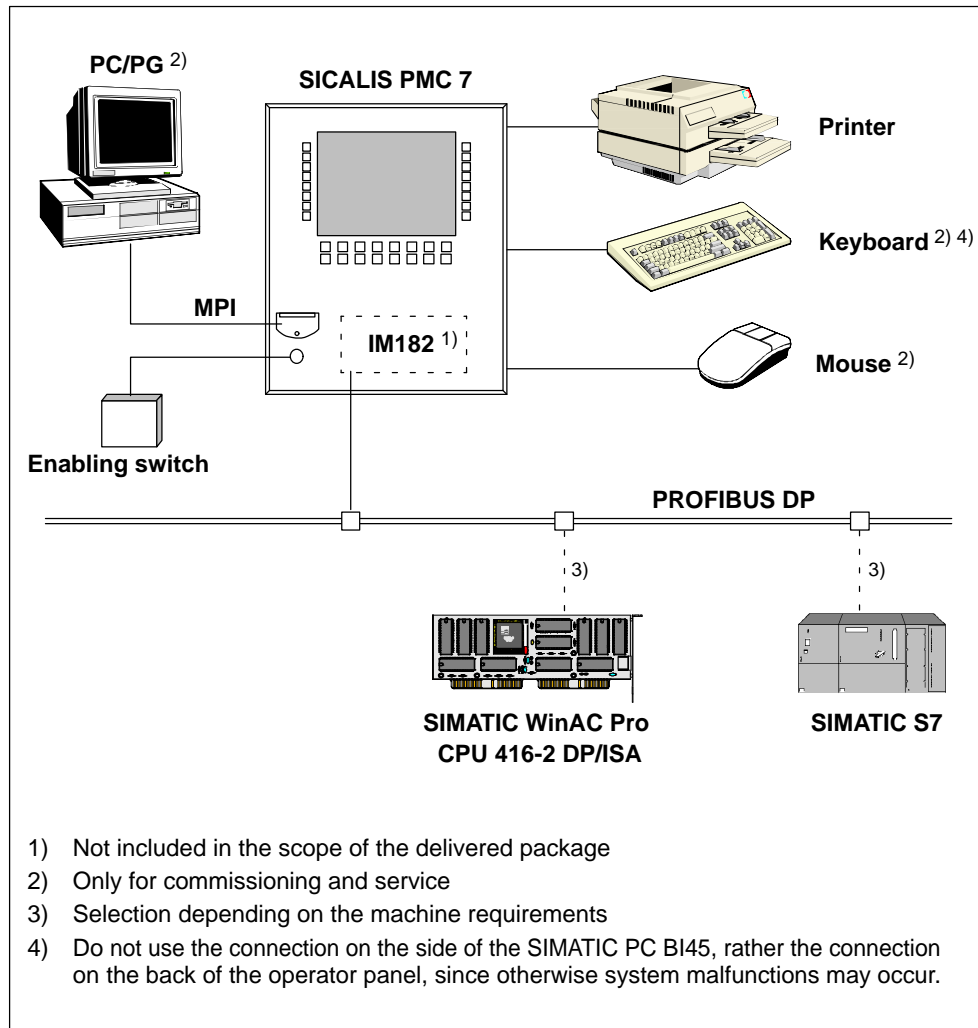 PC/PG 2)
SICALIS PMC 7
Printer
Keyboard 2) 4)
MPI
IM182 1)
Mouse 2)
Enabling switch
PROFIBUS DP
3)
3)
SIMATIC WinAC Pro
CPU 416-2 DP/ISA
SIMATIC S7
1) Not included in the scope of the delivered package
2) Only for commissioning and service
3) Selection depending on the machine requirements
4) Do not use the connection on the side of the SIMATIC PC BI45, rather the connection
on the back of the operator panel, since otherwise system malfunctions may occur.